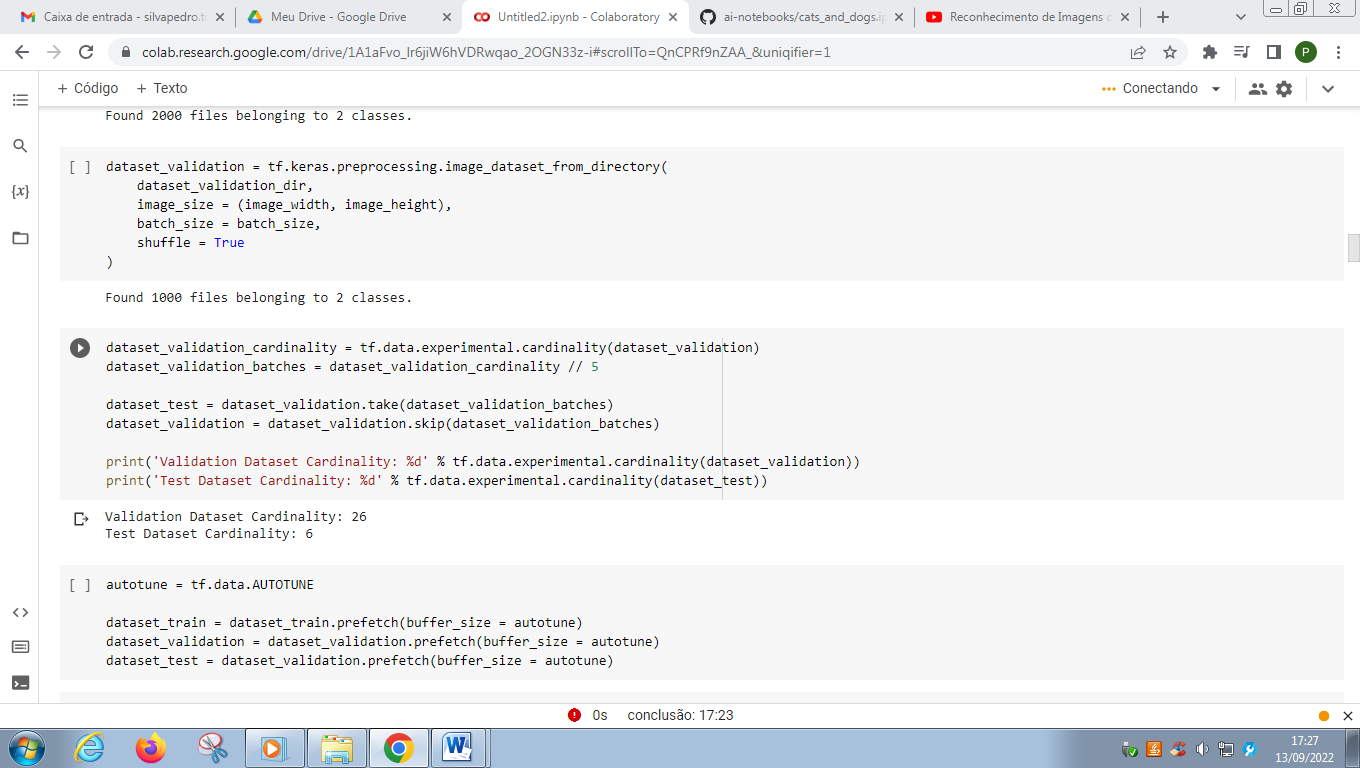 Caixa de entrada - silvapedro.t
Meu Drive - Google Drive
Untitled2.ipynb - Colaboratory
ai-notebooks/cats_and_dogs.ip
Reconhecimento de Imagens c
colab.research.google.com/drive/1A1aFvo_lr6jiW6hVDRwqao_2OGN33z-i#scrollTo=QnCPRf9nZAA_&uniqifier=1
P
+ Código + Texto
Conectando
Found 2000 files belonging to 2 classes.
[ ] dataset_validation = tf.keras.preprocessing.image_dataset_from_directory(
dataset_validation_dir,
image_size = (image_width, image_height),
batch_size = batch_size,
shuffle = True
)
Found 1000 files belonging to 2 classes.
dataset_validation_cardinality = tf.data.experimental.cardinality(dataset_validation)
dataset_validation_batches = dataset_validation_cardinality // 5
dataset_test = dataset_validation.take(dataset_validation_batches)
dataset_validation = dataset_validation.skip(dataset_validation_batches)
print('Validation Dataset Cardinality: %d' % tf.data.experimental.cardinality(dataset_validation))
print('Test Dataset Cardinality: %d' % tf.data.experimental.cardinality(dataset_test))
Validation Dataset Cardinality: 26
Test Dataset Cardinality: 6
[ ] autotune = tf.data.AUTOTUNE
dataset_train = dataset_train.prefetch(buffer_size = autotune)
dataset_validation = dataset_validation.prefetch(buffer_size = autotune)
dataset_test = dataset_validation.prefetch(buffer_size = autotune)
0s conclusão: 17:23
17:27
13/09/2022